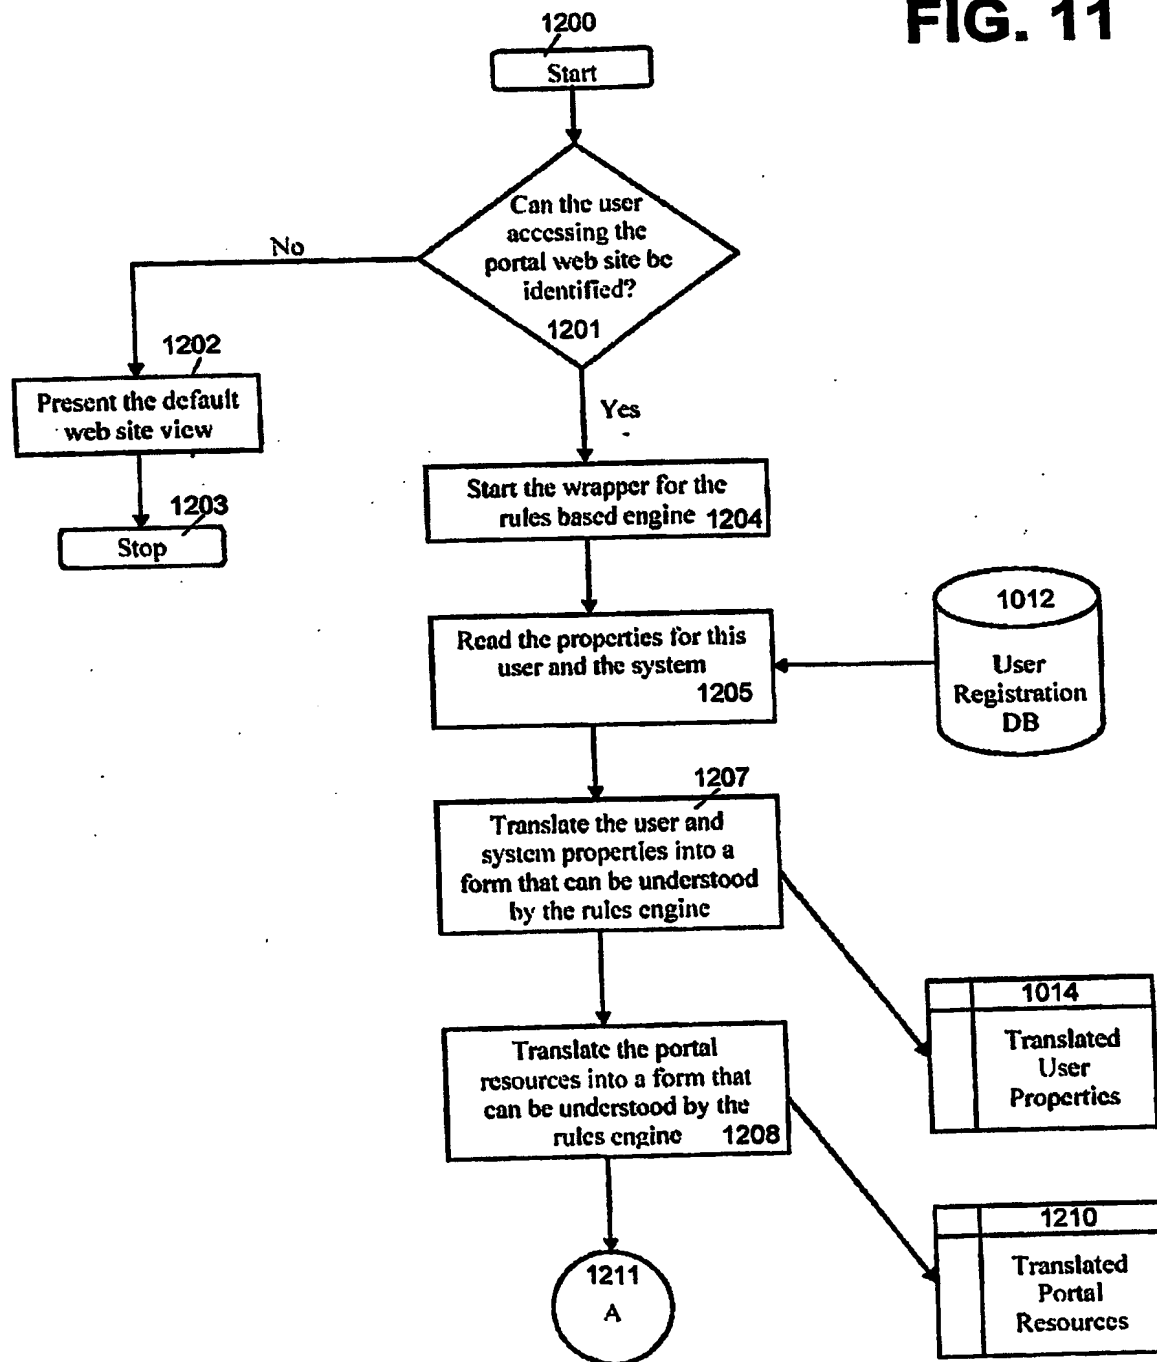 FIG. 11
1200
Start
Can the user
accessing the
portal web site be
identified?
1201
No
Yes
1202
Present the default
web site view
1203
Stop
Start the wrapper for the
rules based engine 1204
Read the properties for this
user and the system
1205
1012
User
Registration
DB
1207
Translate the user and
system properties into a
form that can be understood
by the rules engine
1014
Translated
User
Properties
Translate the portal
resources into a form that
can be understood by the
rules engine 1208
1210
Translated
Portal
Resources
1211
A